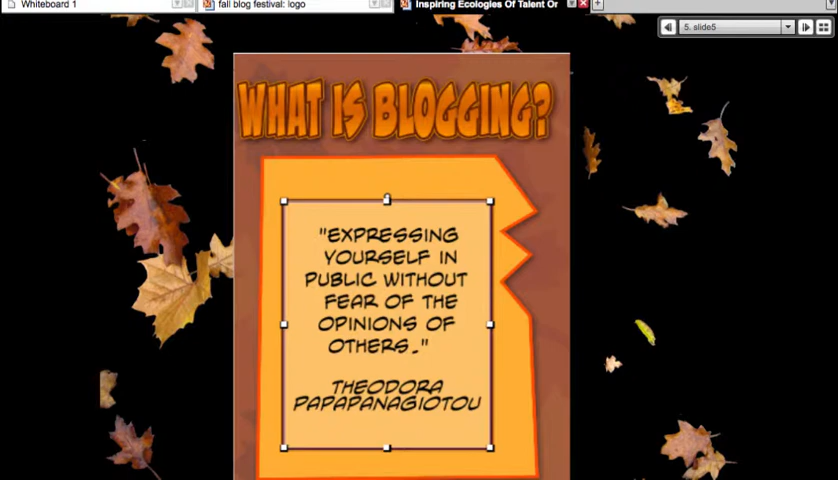 Whiteboard 1
fall blog festival: logo
Inspiring Ecologies Of Talent Or
5. slide5
WHAT IS BLOGGING?
"EXPRESSING
YOURSELF IN
PUBLIC WITHOUT
FEAR OF THE
OPINIONS OF
OTHERS."
THEODORA
PAPAPANAGIOTOU